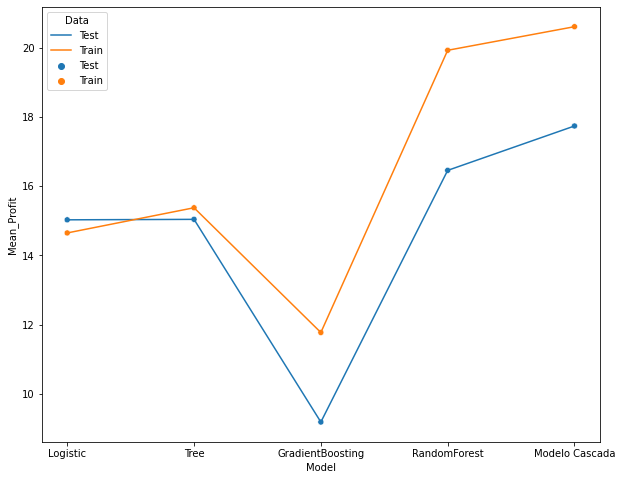 Data
Test
Train
Test
Train
Mean_Profit
20
18
16
14
12
10
Logistic
Tree
GradientBoosting
RandomForest
Modelo Cascada
Model